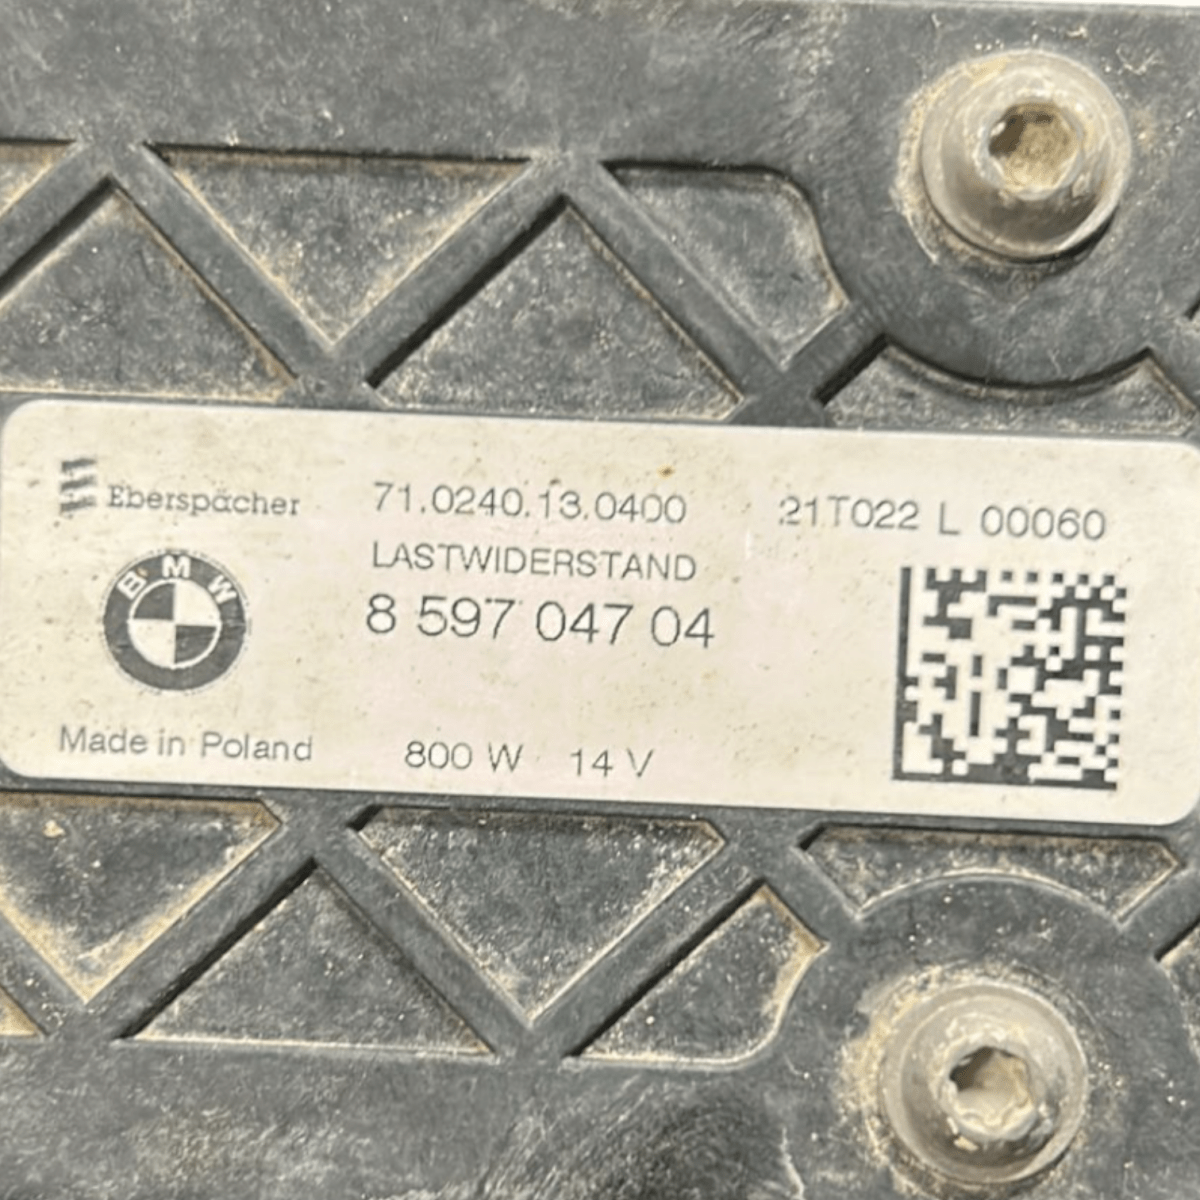 Eberspächer 71.0240.13.0400 21T022 L 00060
LASTWIDERSTAND
BMW
8 597 047 04
Made in Poland 800 W 14 V